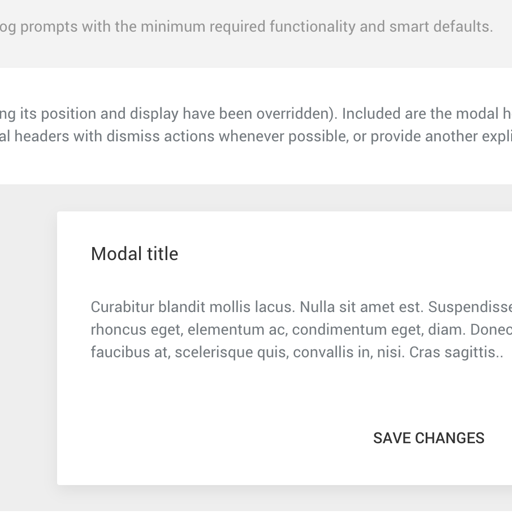 og prompts with the minimum required functionality and smart defaults.
ng its position and display have been overridden). Included are the modal h
al headers with dismiss actions whenever possible, or provide another expli
Modal title
Curabitur blandit mollis lacus. Nulla sit amet est. Suspendisse
rhoncus eget, elementum ac, condimentum eget, diam. Donec
faucibus at, scelerisque quis, convallis in, nisi. Cras sagittis..
SAVE CHANGES